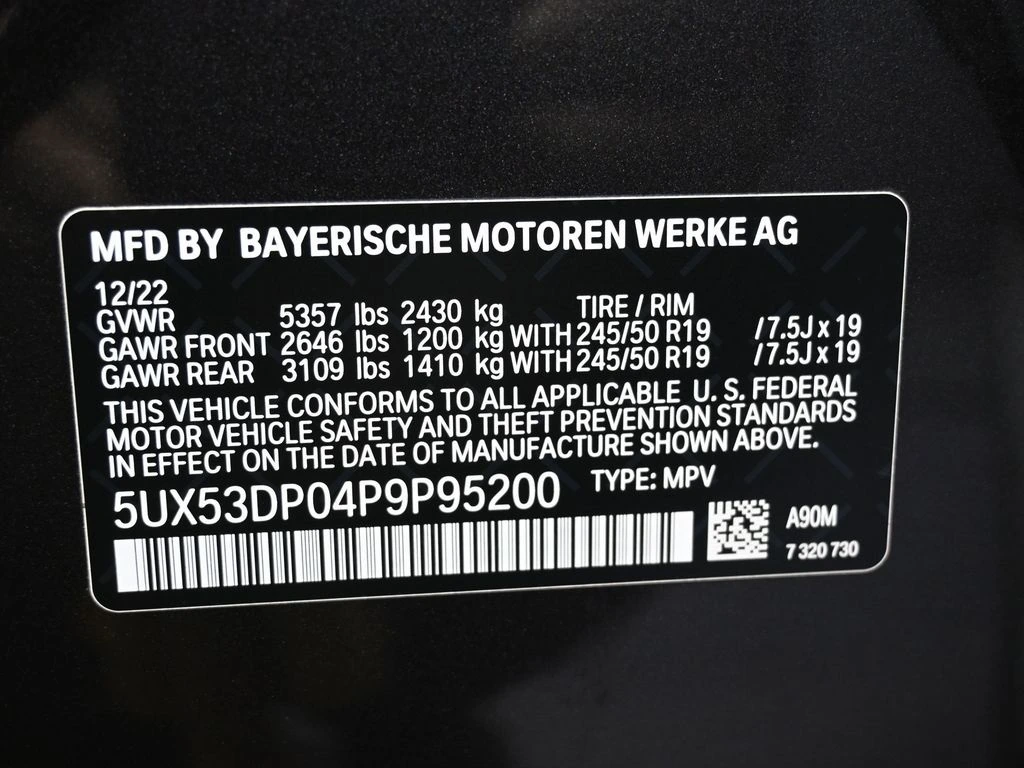 MFD BY BAYERISCHE MOTOREN WERKE AG
12/22
GVWR 5357 lbs 2430 kg TIRE / RIM
GAWR FRONT 2646 lbs 1200 kg WITH 245/50 R19 / 7.5J x 19
GAWR REAR 3109 lbs 1410 kg WITH 245/50 R19 / 7.5J x 19
THIS VEHICLE CONFORMS TO ALL APPLICABLE U. S. FEDERAL
MOTOR VEHICLE SAFETY AND THEFT PREVENTION STANDARDS
IN EFFECT ON THE DATE OF MANUFACTURE SHOWN ABOVE.
5UX53DP04P9P95200 TYPE: MPV
A90M
7 320 730